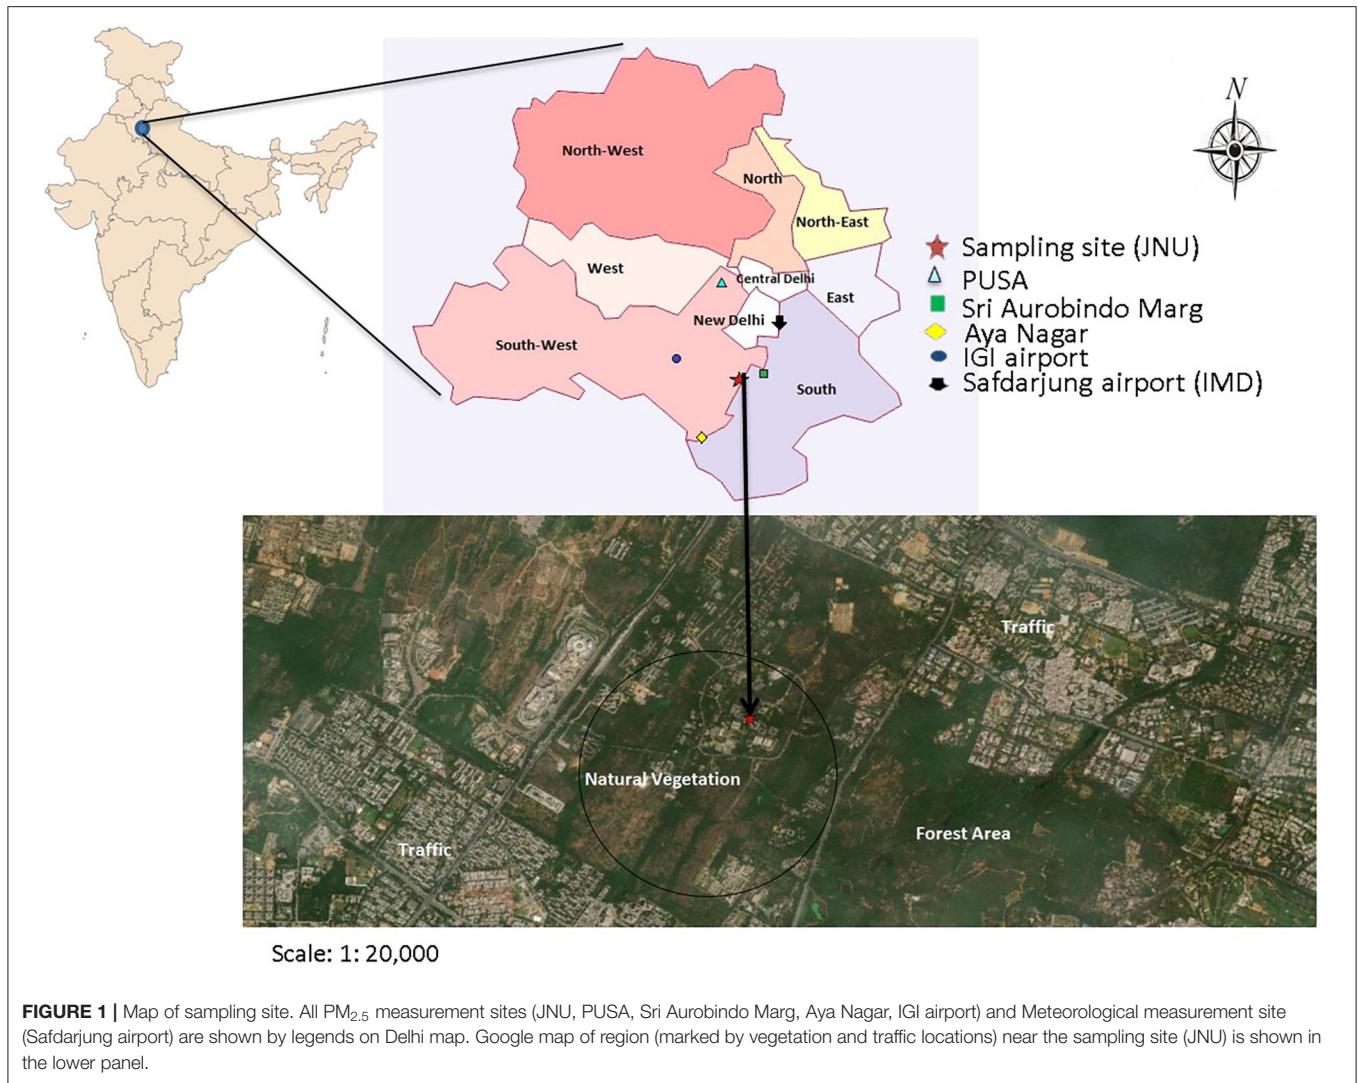 N
North-West
North
North-East
West
Central Delhi
East
New Delhi
South-West
South
Sampling site (JNU)
PUSA
Sri Aurobindo Marg
Aya Nagar
IGI airport
Safdarjung airport (IMD)
Traffic
Natural Vegetation
Forest Area
Traffic
Scale: 1: 20,000
FIGURE 1 | Map of sampling site. All PM2.5 measurement sites (JNU, PUSA, Sri Aurobindo Marg, Aya Nagar, IGI airport) and Meteorological measurement site
(Safdarjung airport) are shown by legends on Delhi map. Google map of region (marked by vegetation and traffic locations) near the sampling site (JNU) is shown in
the lower panel.